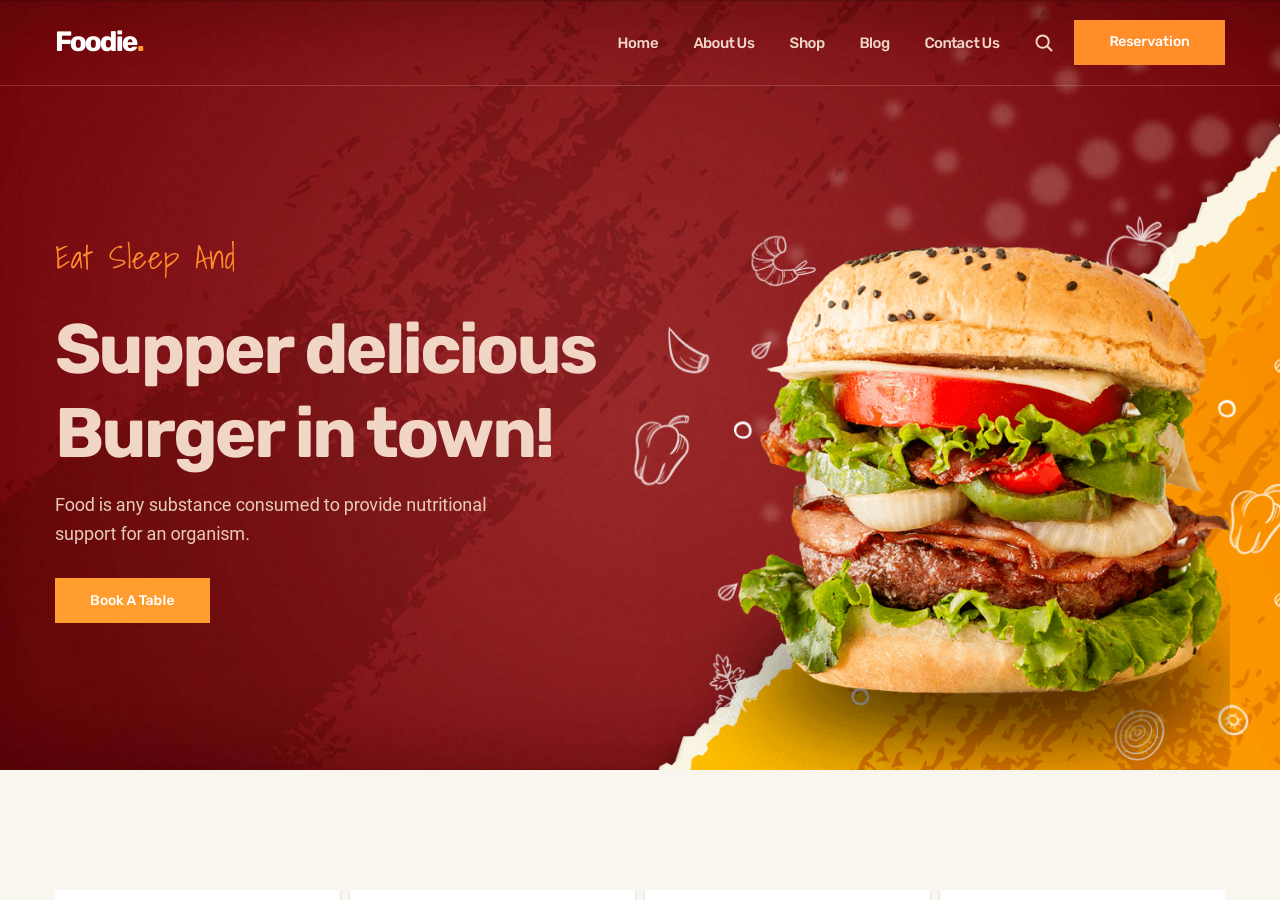 Foodie.
Home About Us Shop Blog Contact Us Reservation
Eat Sleep And
Supper delicious
Burger in town!
Food is any substance consumed to provide nutritional
support for an organism.
Book A Table